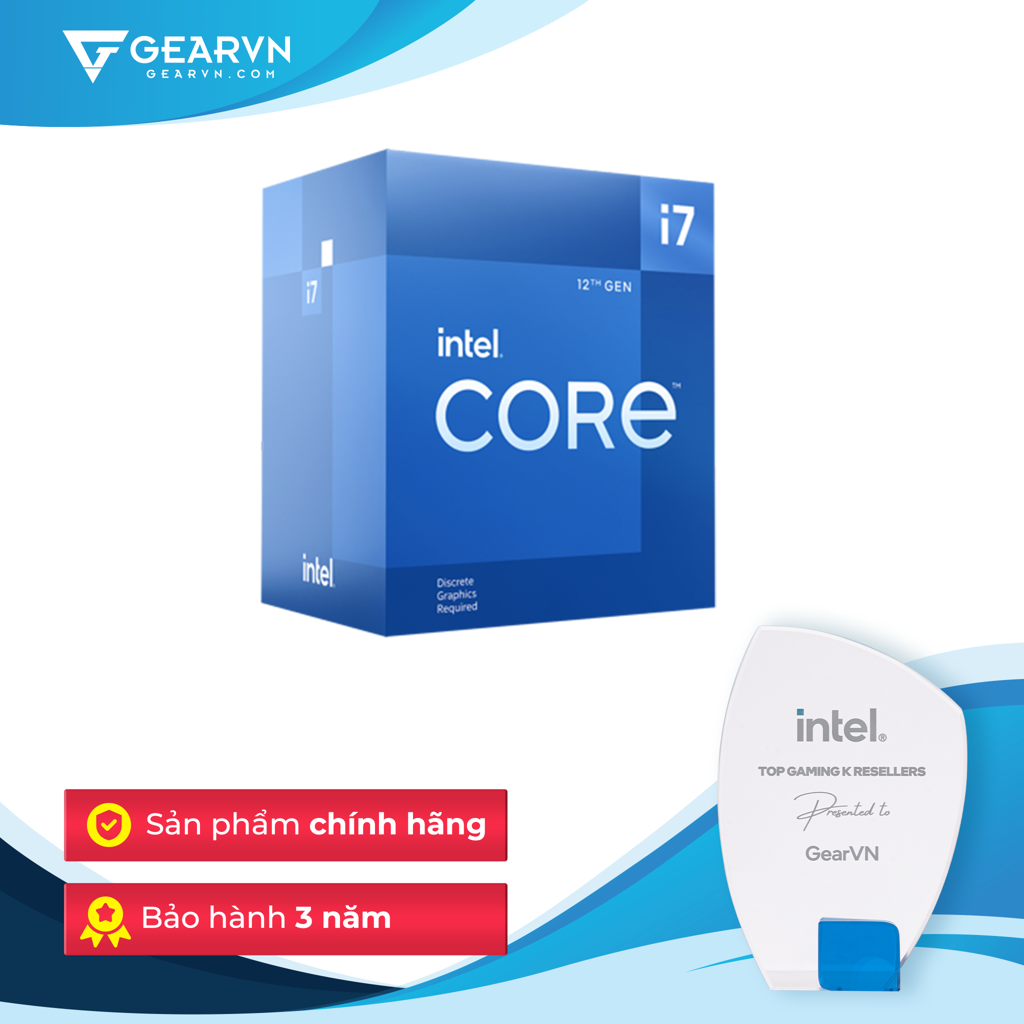 GEARVN
GEARVN.COM
i7
i7
12TH GEN
intel.
CORE™
intel.
Discrete
Graphics
Required
intel®
TOP GAMING K RESELLERS
Presented to
GearVN
Sản phẩm chính hãng
Bảo hành 3 năm